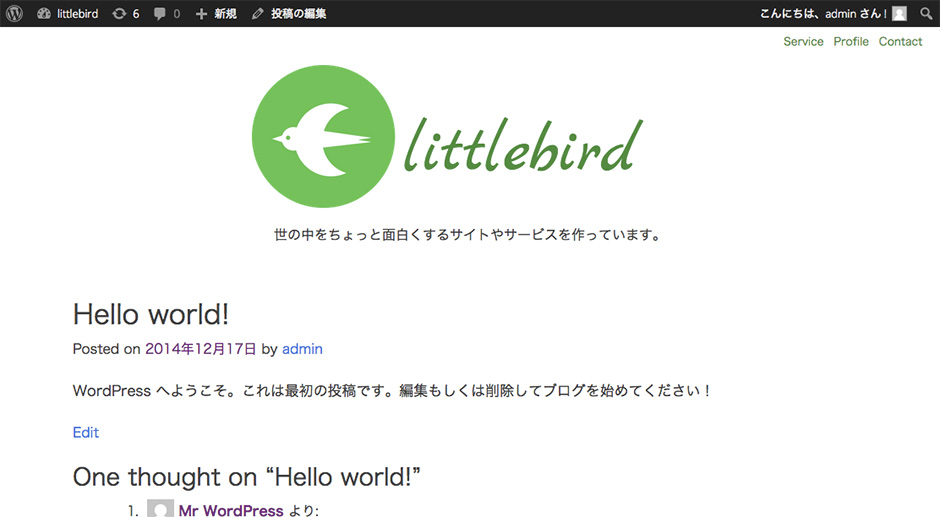 littlebird 6 0 新規 投稿の編集 こんにちは、admin さん !
Service Profile Contact
littlebird
世の中をちょっと面白くするサイトやサービスを作っています。
Hello world!
Posted on 2014年12月17日 by admin
WordPress へようこそ。これは最初の投稿です。編集もしくは削除してブログを始めてください !
Edit
One thought on “Hello world!”
1. Mr WordPress より: